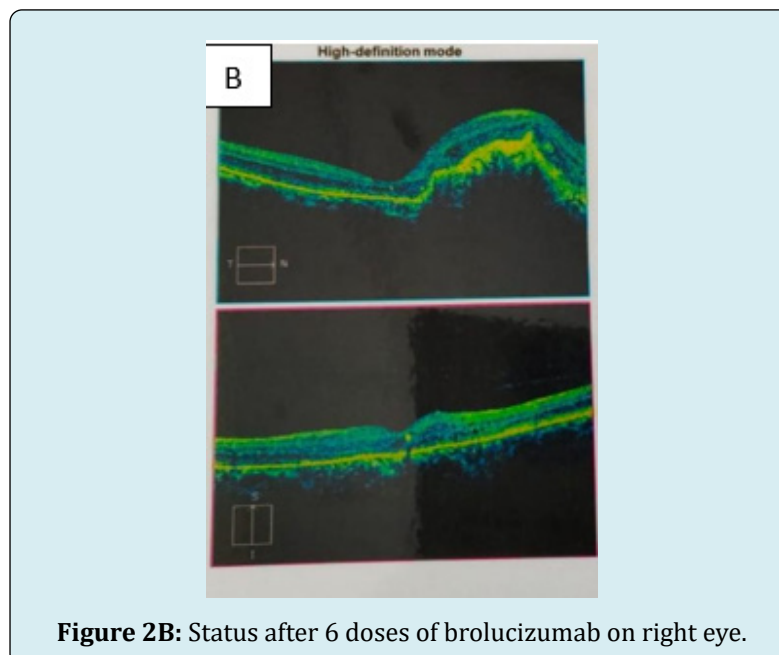 High-definition mode
B
T
N
S
I
Figure 2B: Status after 6 doses of brolucizumab on right eye.